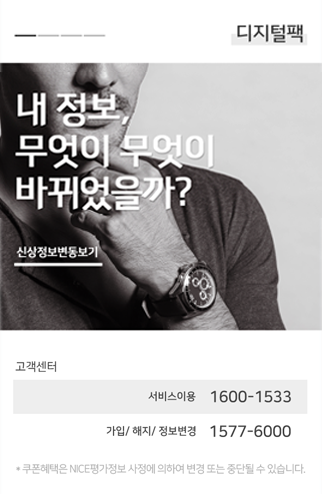 디지털팩
내 정보,
무엇이 무엇이
바뀌었을까?
신상정보변동보기
고객센터
서비스이용 1600-1533
가입/ 해지/ 정보변경 1577-6000
* 쿠폰혜택은 NICE평가정보 사정에 의하여 변경 또는 중단될 수 있습니다.